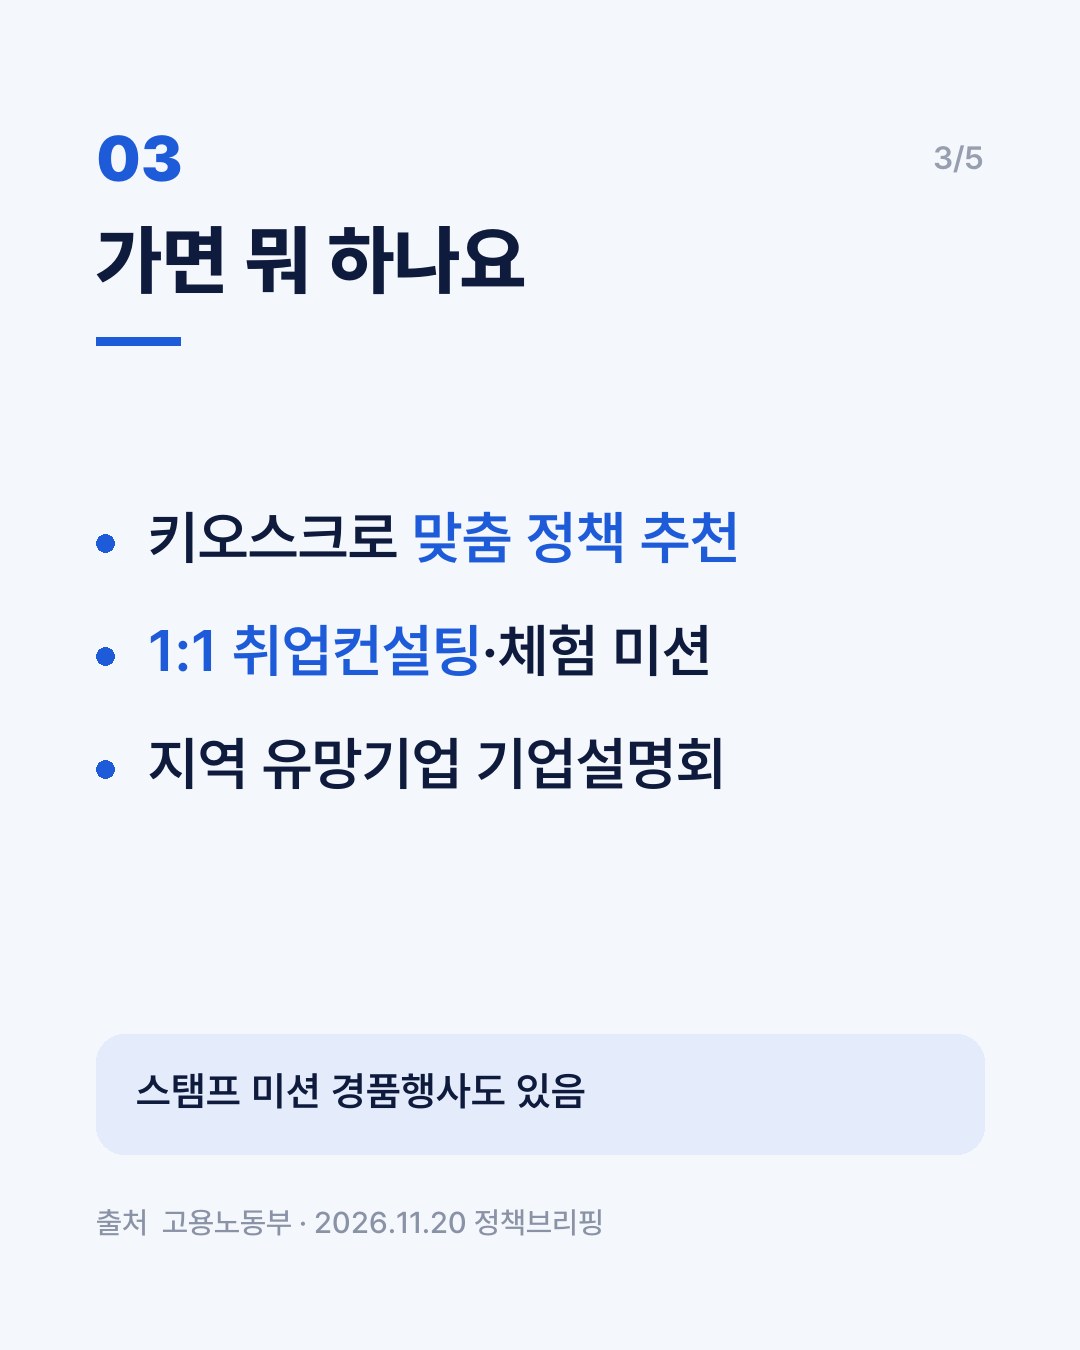 03
3/5
가면 뭐 하나요
• 키오스크로 맞춤 정책 추천
• 1:1 취업컨설팅·체험 미션
• 지역 유망기업 기업설명회
스탬프 미션 경품행사도 있음
출처 고용노동부 · 2026.11.20 정책브리핑